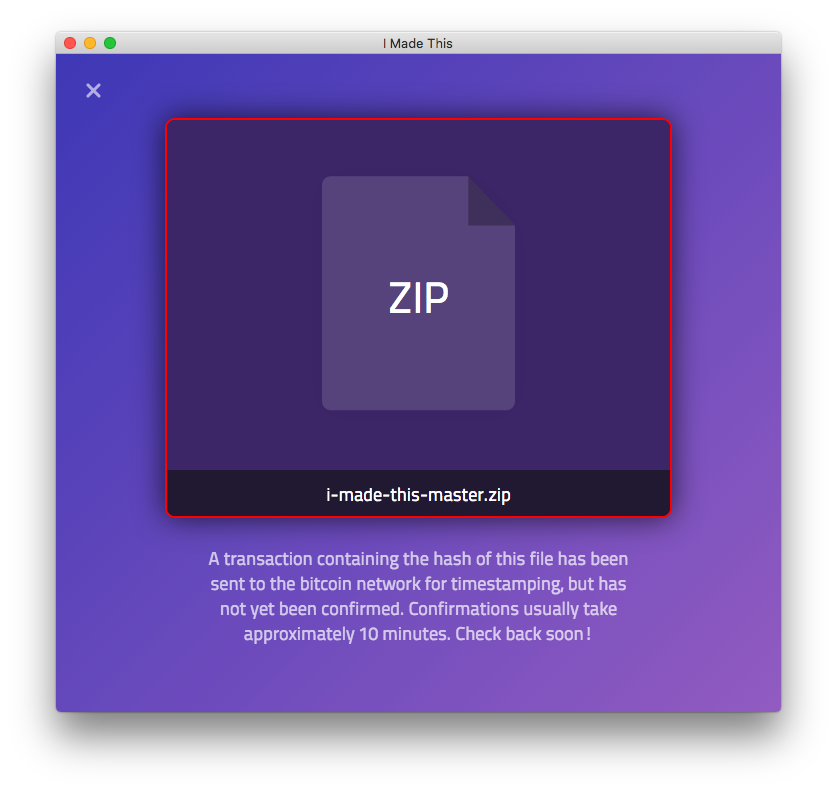 I Made This
ZIP
i-made-this-master.zip
A transaction containing the hash of this file has been
sent to the bitcoin network for timestamping, but has
not yet been confirmed. Confirmations usually take
approximately 10 minutes. Check back soon!